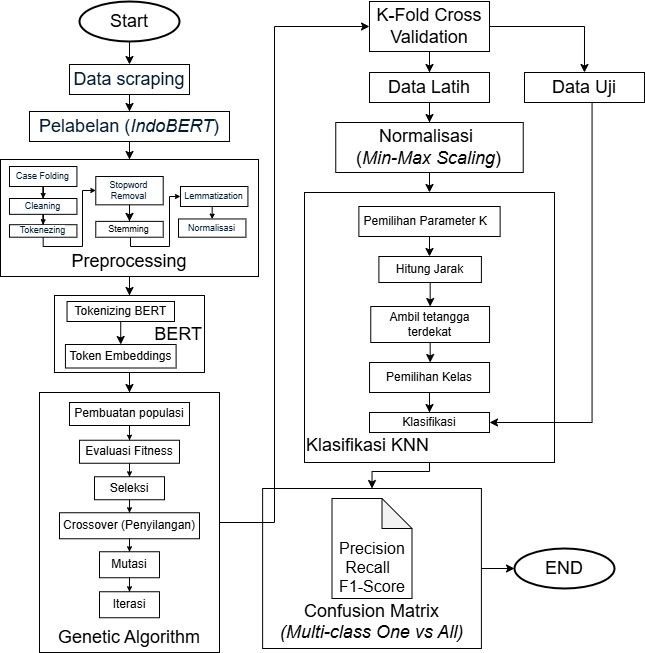 Start
Data scraping
Pelabelan (IndoBERT)
Case Folding
Cleaning
Tokenezing
Stopword
Removal
Stemming
Lemmatization
Normalisasi
Preprocessing
Tokenizing BERT
BERT
Token Embeddings
Pembuatan populasi
Evaluasi Fitness
Seleksi
Crossover (Penyilangan)
Mutasi
Iterasi
Genetic Algorithm
K-Fold Cross
Validation
Data Latih
Data Uji
Normalisasi
(Min-Max Scaling)
Pemilihan Parameter K
Hitung Jarak
Ambil tetangga
terdekat
Pemilihan Kelas
Klasifikasi
Klasifikasi KNN
Precision
Recall
F1-Score
Confusion Matrix
(Multi-class One vs All)
END